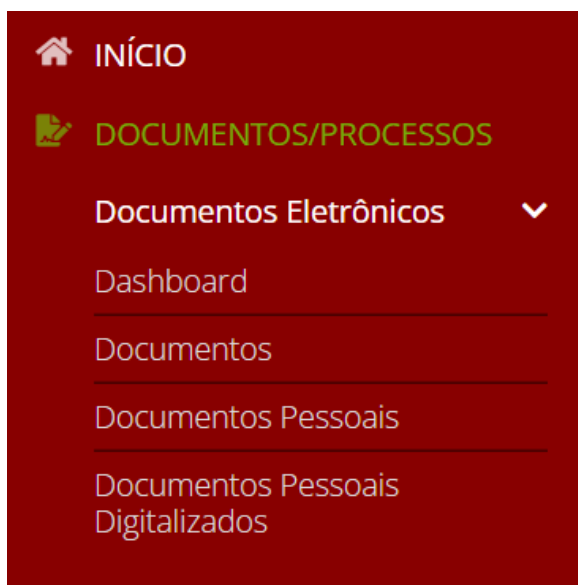 INÍCIO
DOCUMENTOS/PROCESSOS
Documentos Eletrônicos
Dashboard
Documentos
Documentos Pessoais
Documentos Pessoais
Digitalizados